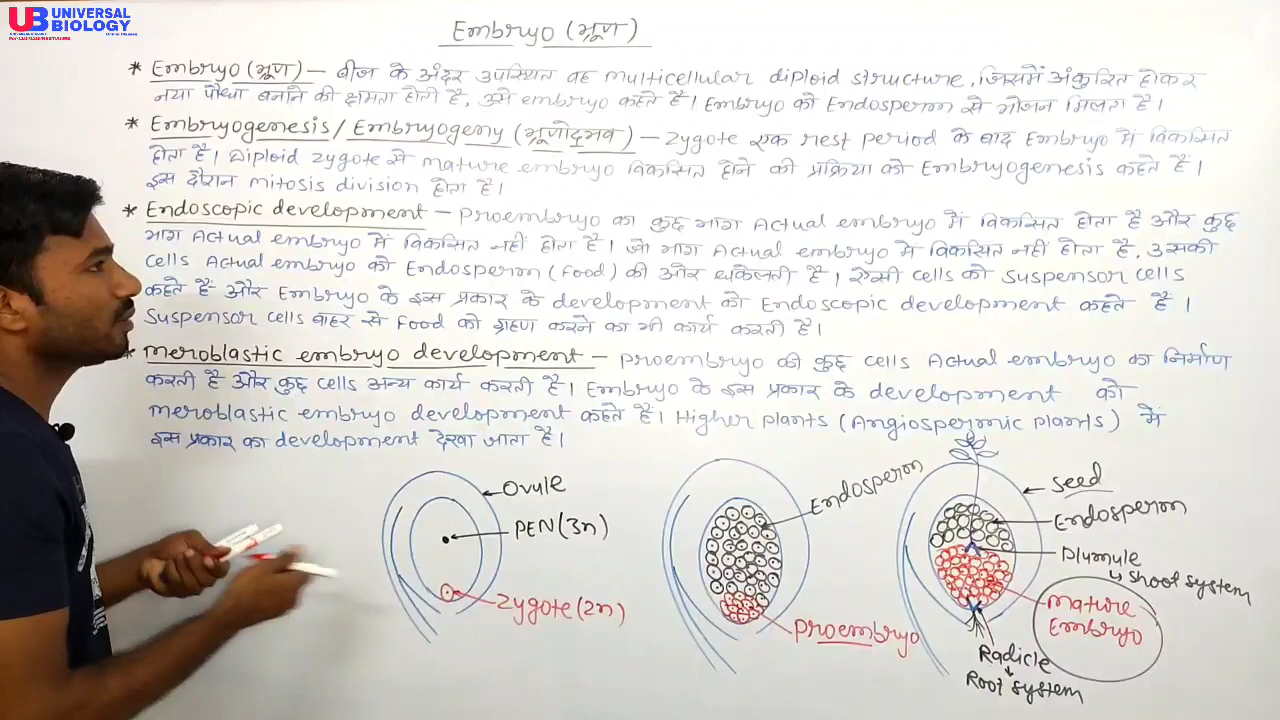 UB UNIVERSAL BIOLOGY
Online Classes
Embryo (भ्रूण)
* Embryo (भ्रूण) – बीज के अंदर उपस्थित वह multicellular diploid structure, जिसमें अंकुरित होकर
नया पौधा बनाने की क्षमता होती है, उसे embryo कहते है। Embryo को Endosperm से भोजन मिलता है।
* Embryogenesis / Embryogeny (भ्रूणोद्भव) – Zygote एक rest period के बाद Embryo में विकसित
होता है। Diploid zygote से mature embryo विकसित होने की प्रक्रिया को Embryogenesis कहते है।
इस दौरान mitosis division होता है।
* Endoscopic development – Proembryo का कुछ भाग Actual embryo में विकसित होता है और कुछ
भाग Actual embryo में विकसित नहीं होता है। जो भाग Actual embryo में विकसित नहीं होता है, उसकी
cells Actual embryo को Endosperm (Food) की और धकेलती है। ऐसी cells को suspensor cells
कहते है और Embryo के इस प्रकार के development को Endoscopic development कहते है।
Suspensor cells बाहर से Food को ग्रहण करने का भी कार्य करती है।
* Meroblastic embryo development – Proembryo की कुछ cells Actual embryo का निर्माण
करती है और कुछ cells अन्य कार्य करती है। Embryo के इस प्रकार के development को
Meroblastic embryo development कहते है। Higher plants (Angiospermic plants) में
इस प्रकार का development देखा जाता है।
Ovule
PEN (3n)
Zygote (2n)
Endosperm
Proembryo
Seed
Endosperm
Plumule
↳ Shoot system
Mature
Embryo
Radicle
↓
Root system